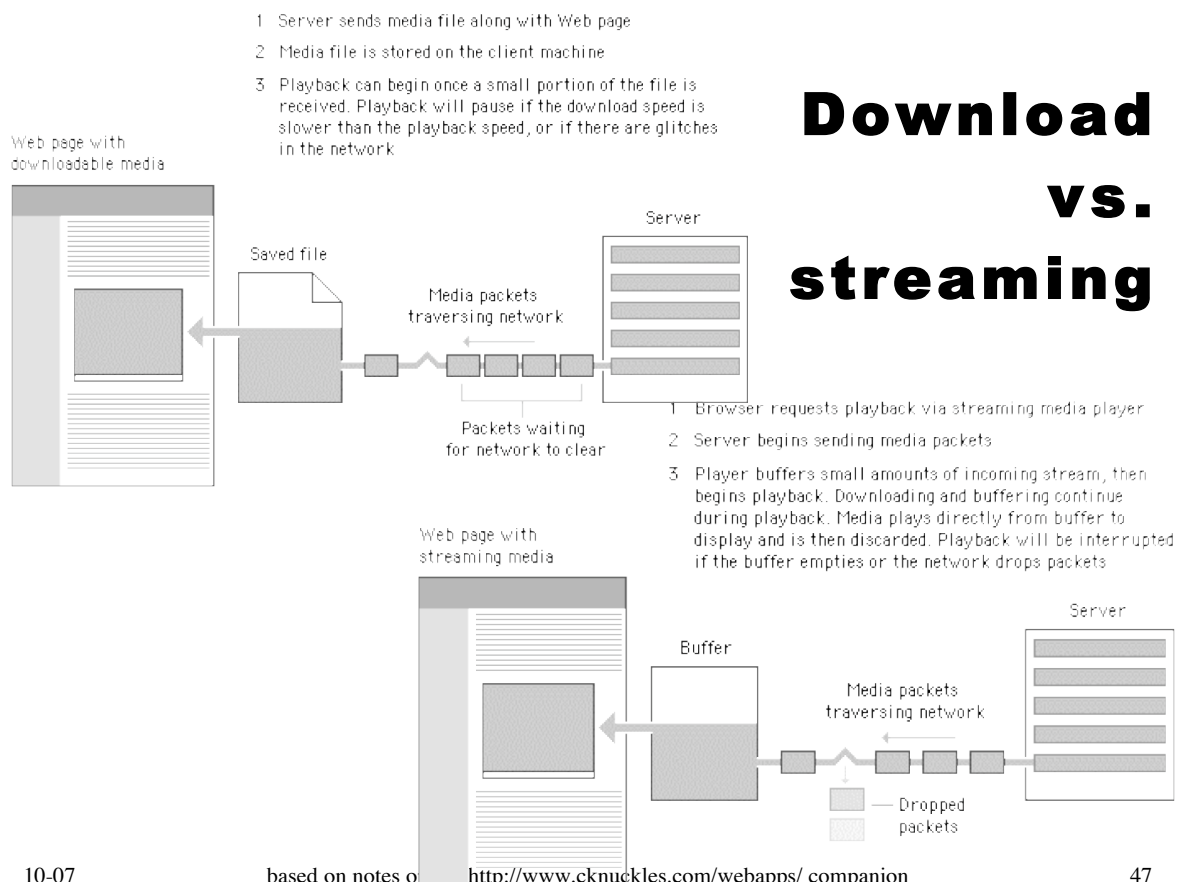 1 Server sends media file along with Web page
2 Media file is stored on the client machine
3 Playback can begin once a small portion of the file is
received. Playback will pause if the download speed is
slower than the playback speed, or if there are glitches
in the network
Download
vs.
streaming
Web page with
downloadable media
Saved file
Media packets
traversing network
Server
Packets waiting
for network to clear
1 Browser requests playback via streaming media player
2 Server begins sending media packets
3 Player buffers small amounts of incoming stream, then
begins playback. Downloading and buffering continue
during playback. Media plays directly from buffer to
display and is then discarded. Playback will be interrupted
if the buffer empties or the network drops packets
Web page with
streaming media
Buffer
Media packets
traversing network
Server
Dropped
packets
10-07
based on notes o http://www.cknuckles.com/webapps/ companion
47